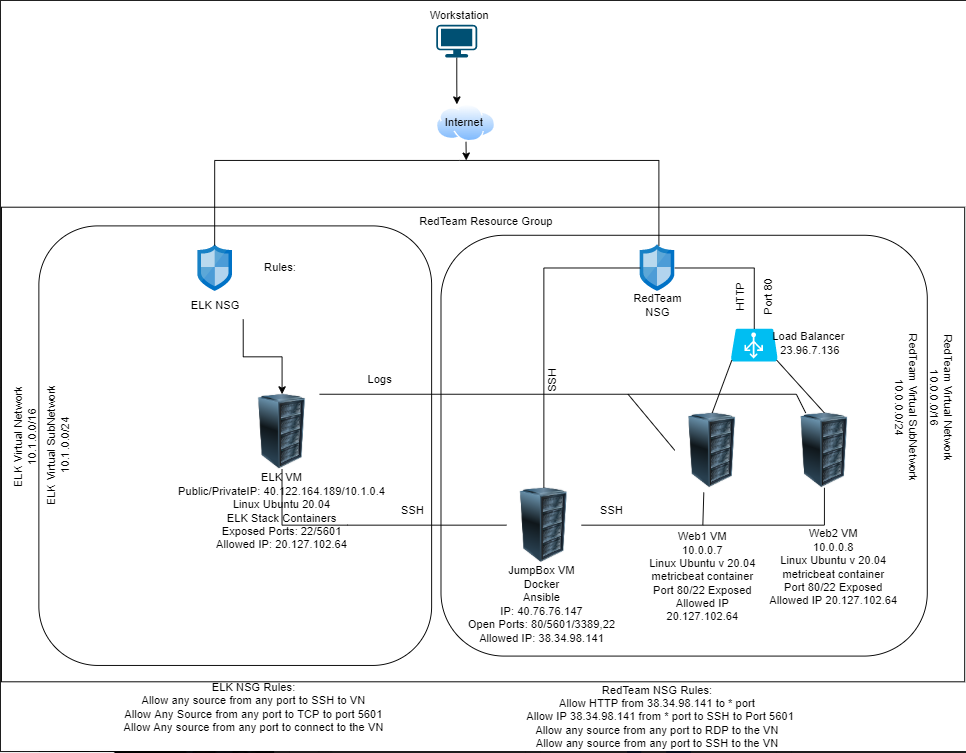 Workstation
Internet
RedTeam Resource Group
Rules:
ELK NSG
RedTeam
NSG
HTTP
Port 80
Load Balancer
23.96.7.136
SSH
Logs
ELK Virtual Network
10.1.0.0/16
ELK Virtual SubNetwork
10.1.0.0/24
RedTeam Virtual Network
10.0.0.0/16
RedTeam Virtual SubNetwork
10.0.0.0/24
ELK VM
Public/PrivateIP: 40.122.164.189/10.1.0.4
Linux Ubuntu 20.04
ELK Stack Containers
Exposed Ports: 22/5601
Allowed IP: 20.127.102.64
SSH
SSH
JumpBox VM
Docker
Ansible
IP: 40.76.76.147
Open Ports: 80/5601/3389,22
Allowed IP: 38.34.98.141
Web1 VM
10.0.0.7
Linux Ubuntu v 20.04
metricbeat container
Port 80/22 Exposed
Allowed IP
20.127.102.64
Web2 VM
10.0.0.8
Linux Ubuntu v 20.04
metricbeat container
Port 80/22 Exposed
Allowed IP 20.127.102.64
ELK NSG Rules:
Allow any source from any port to SSH to VN
Allow Any Source from any port to TCP to port 5601
Allow Any source from any port to connect to the VN
RedTeam NSG Rules:
Allow HTTP from 38.34.98.141 to * port
Allow IP 38.34.98.141 from * port to SSH to Port 5601
Allow any source from any port to RDP to the VN
Allow any source from any port to SSH to the VN